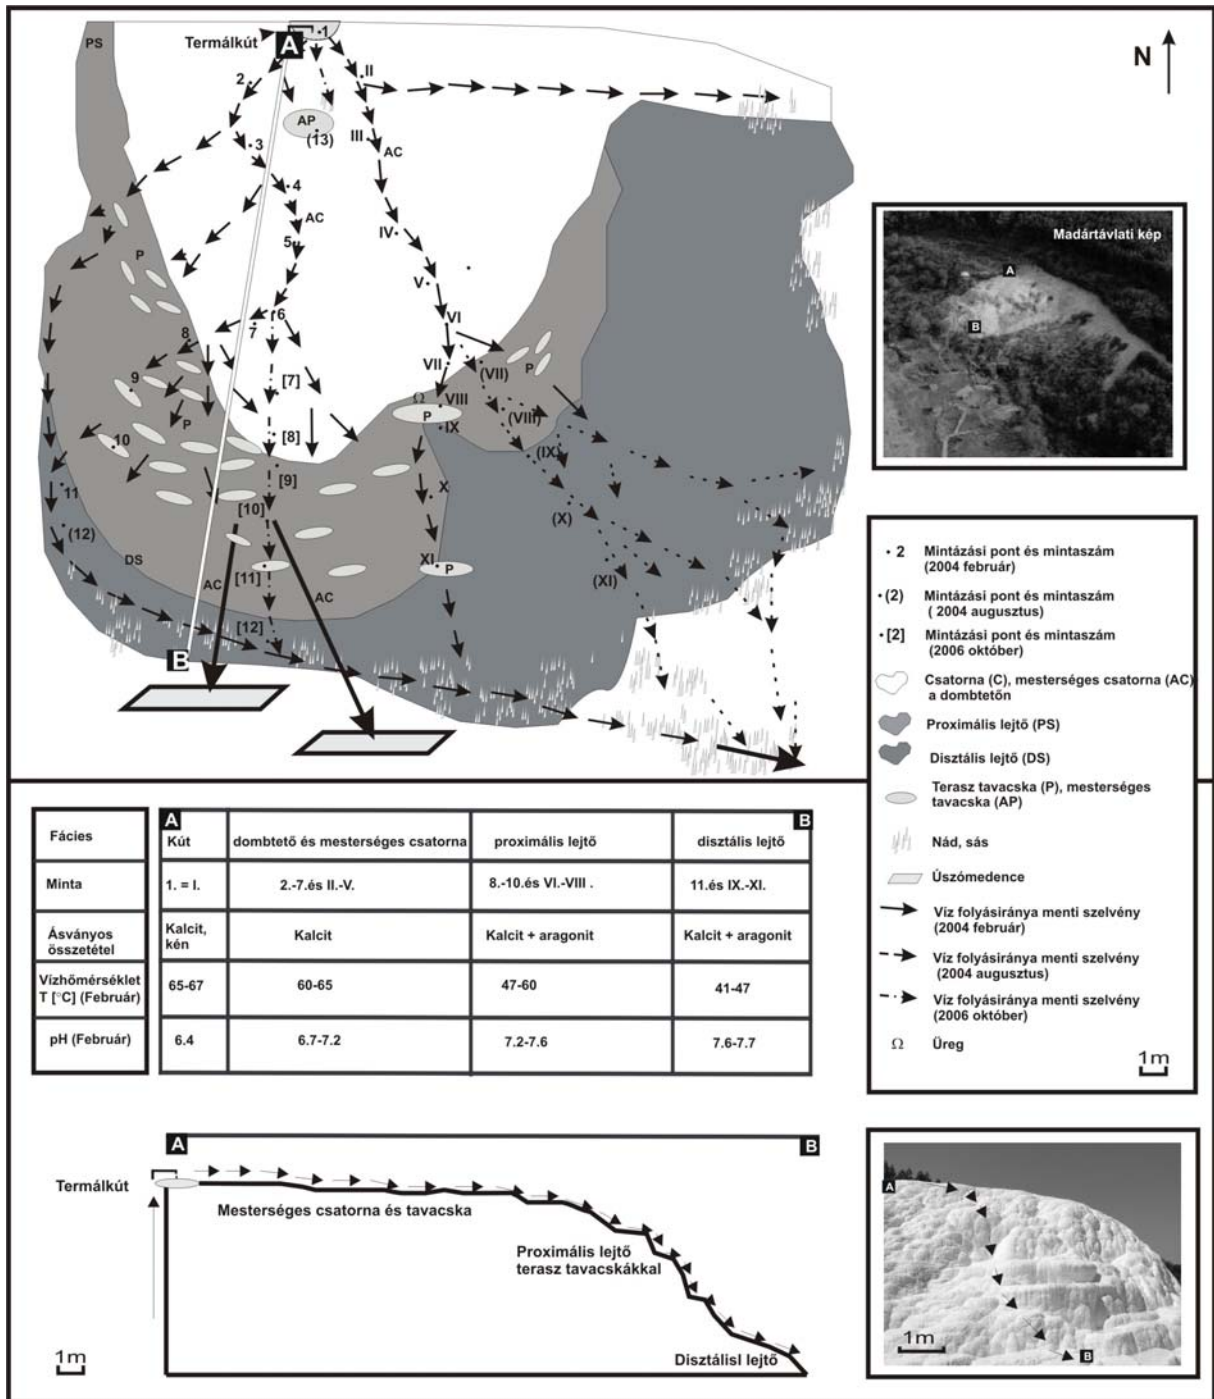 PS
Termálkút
A
1
N
2
II
AP
(13)
III
AC
3
4
AC
IV
5
P
V
6
7
VI
8
VII
(VII)
P
9
[7]
Ω
VIII
P
(VIII)
P
[8]
IX
10
(IX)
[9]
11
X
[10]
(X)
(12)
DS
XI
P
AC
[11]
AC
(XI)
[12]
B
Madártávlati kép
A
B
• 2 Mintázási pont és mintaszám
(2004 február)
•(2) Mintázási pont és mintaszám
( 2004 augusztus)
•[2] Mintázási pont és mintaszám
(2006 október)
Csatorna (C), mesterséges csatorna (AC)
a dombtetőn
Proximális lejtő (PS)
Disztális lejtő (DS)
Terasz tavacska (P), mesterséges
tavacska (AP)
Nád, sás
Úszómedence
Víz folyásiránya menti szelvény
(2004 február)
Víz folyásiránya menti szelvény
(2004 augusztus)
Víz folyásiránya menti szelvény
(2006 október)
Ω Üreg
1m
A B
Fácies Kút dombtető és mesterséges csatorna proximális lejtő disztális lejtő
Minta 1. = I. 2.-7.és II.-V. 8.-10.és VI.-VIII . 11.és IX.-XI.
Ásványos
összetétel
Kalcit,
kén
Kalcit Kalcit + aragonit Kalcit + aragonit
Vízhőmérséklet
T [°C] (Február)
65-67 60-65 47-60 41-47
pH (Február) 6.4 6.7-7.2 7.2-7.6 7.6-7.7
A B
Termálkút
Mesterséges csatorna és tavacska
Proximális lejtő
terasz tavacskákkal
Disztálisl lejtő
1m
A
1m
B